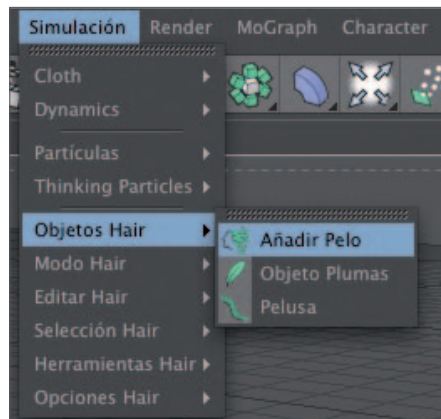 Simulación Render MoGraph Character
Cloth
Dynamics
Partículas
Thinking Particles
Objetos Hair
Añadir Pelo
Modo Hair
Objeto Plumas
Editar Hair
Pelusa
Selección Hair
Herramientas Hair
Opciones Hair